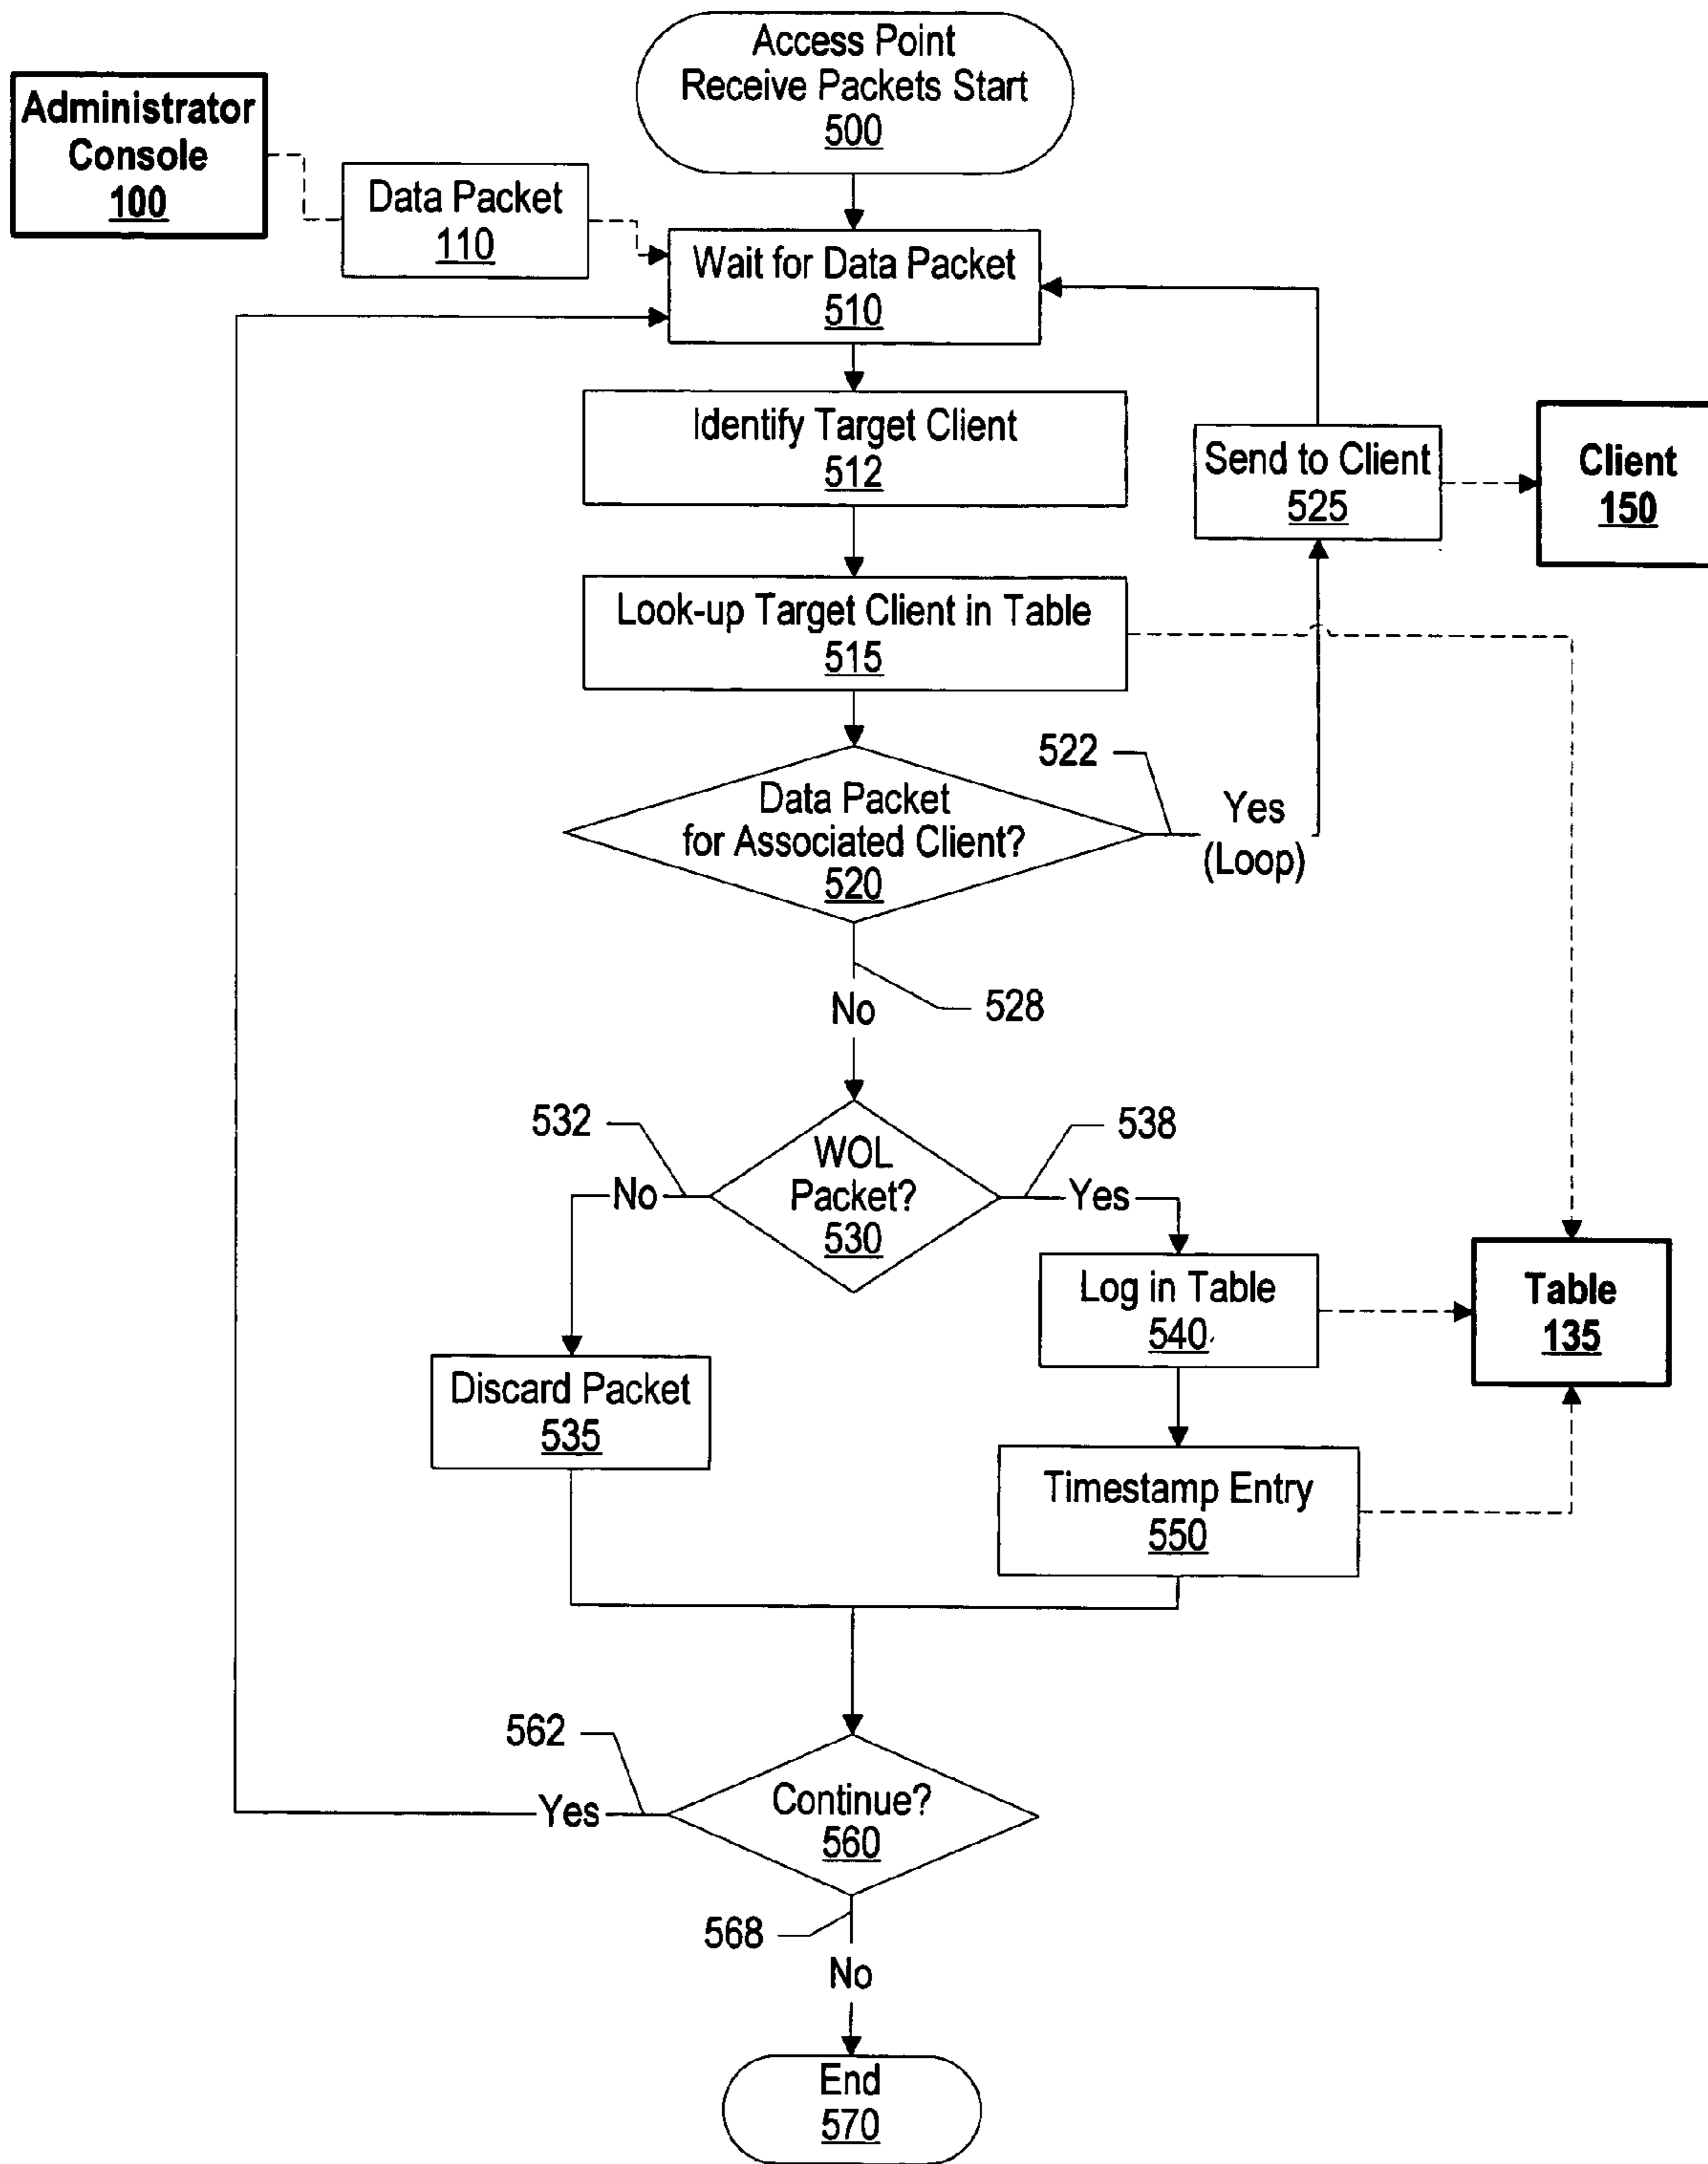 Access Point
Receive Packets Start
500
Administrator
Console
100
Data Packet
110
Wait for Data Packet
510
Identify Target Client
512
Send to Client
525
Client
150
Look-up Target Client in Table
515
522
Data Packet
for Associated Client?
520
Yes
(Loop)
528
No
532
538
WOL
Packet?
530
No
Yes
Log in Table
540
Table
135
Discard Packet
535
Timestamp Entry
550
562
Continue?
560
Yes
568
No
End
570